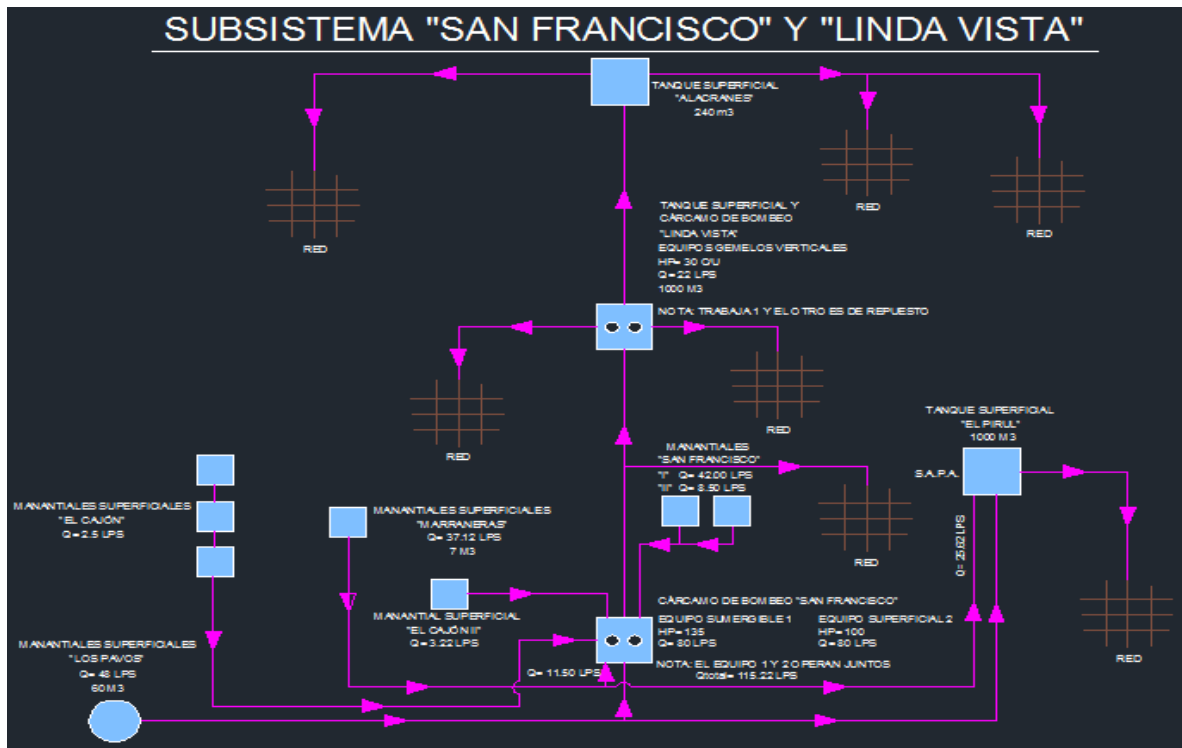 SUBSISTEMA "SAN FRANCISCO" Y "LINDA VISTA"
TANQUE SUPERFICIAL
"ALACRANES"
240 m3
RED
RED
RED
TANQUE SUPERFICIAL Y
CÁRCAMO DE BOMBEO
"LINDA VISTA"
EQUIPOS GEMELOS VERTICALES
HP= 30 C/U
Q= 22 LPS
1000 M3
NOTA: TRABAJA 1 Y EL OTRO ES DE REPUESTO
RED
RED
TANQUE SUPERFICIAL
"EL PIRUL"
1000 M3
S.A.P.A.
Q= 25.62 LPS
RED
MANANTIALES
"SAN FRANCISCO"
"I" Q= 42.00 LPS
"II" Q= 8.50 LPS
RED
MANANTIALES SUPERFICIALES
"EL CAJÓN"
Q= 2.5 LPS
MANANTIALES SUPERFICIALES
"MARRANERAS"
Q= 37.12 LPS
7 M3
MANANTIAL SUPERFICIAL
"EL CAJÓN II"
Q= 3.22 LPS
CÁRCAMO DE BOMBEO "SAN FRANCISCO"
EQUIPO SUMERGIBLE 1
HP= 135
Q= 80 LPS
EQUIPO SUPERFICIAL 2
HP= 100
Q= 80 LPS
NOTA: EL EQUIPO 1 Y 2 OPERAN JUNTOS
Qtotal= 115.22 LPS
Q= 11.50 LPS
MANANTIALES SUPERFICIALES
"LOS PAVOS"
Q= 48 LPS
60 M3